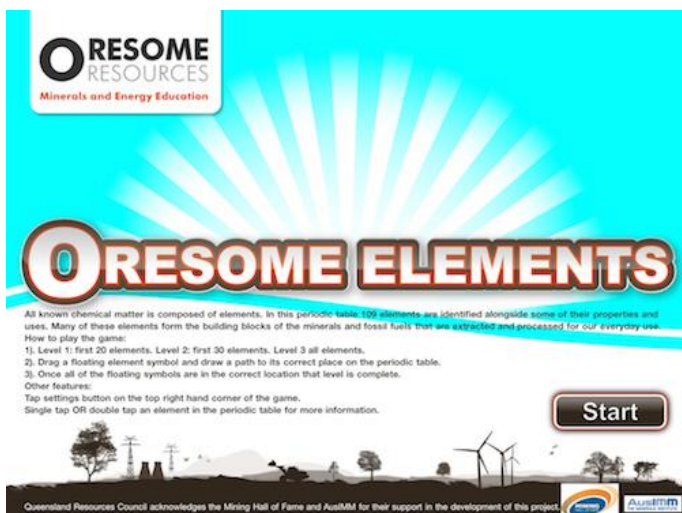 ORESOME
RESOURCES
Minerals and Energy Education
ORESOME ELEMENTS
All known chemical matter is composed of elements. In this periodic table 109 elements are identified alongside some of their properties and
uses. Many of these elements form the building blocks of the minerals and fossil fuels that are extracted and processed for our everyday use.
How to play the game:
1). Level 1: first 20 elements. Level 2: first 30 elements. Level 3 all elements.
2). Drag a floating element symbol and draw a path to its correct place on the periodic table.
3). Once all of the floating symbols are in the correct location that level is complete.
Other features:
Tap settings button on the top right hand corner of the game.
Single tap OR double tap an element in the periodic table for more information.
Start
Queensland Resources Council acknowledges the Mining Hall of Fame and AusIMM for their support in the development of this project.
AusIMM